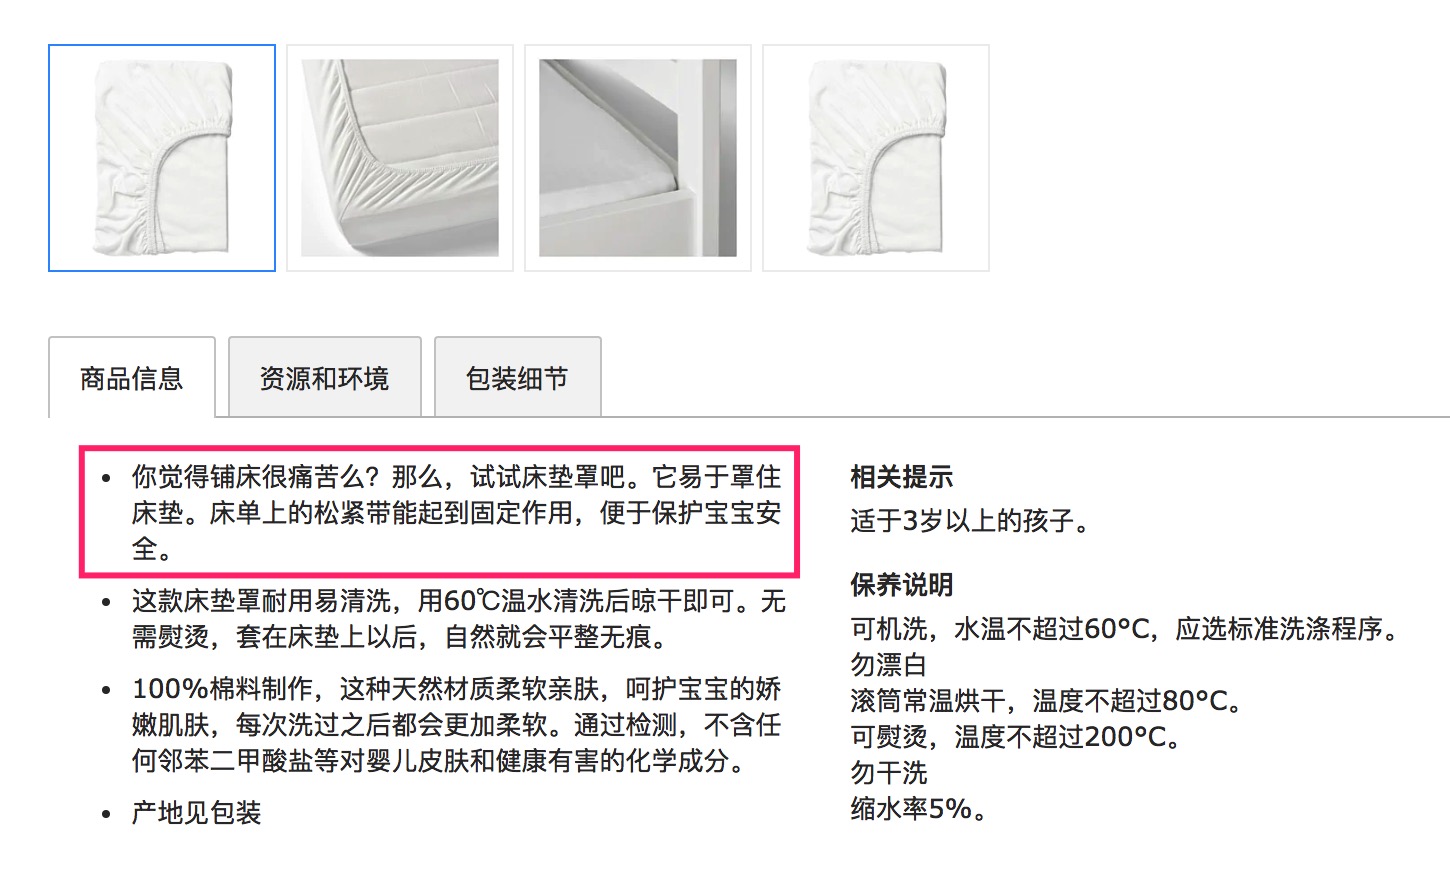 商品信息
资源和环境
包装细节
你觉得铺床很痛苦么？那么，试试床垫罩吧。它易于罩住
床垫。床单上的松紧带能起到固定作用，便于保护宝宝安
全。
这款床垫罩耐用易清洗，用60℃温水清洗后晾干即可。无
需熨烫，套在床垫上以后，自然就会平整无痕。
100%棉料制作，这种天然材质柔软亲肤，呵护宝宝的娇
嫩肌肤，每次洗过之后都会更加柔软。通过检测，不含任
何邻苯二甲酸盐等对婴儿皮肤和健康有害的化学成分。
产地见包装
相关提示
适于3岁以上的孩子。
保养说明
可机洗，水温不超过60°C，应选标准洗涤程序。
勿漂白
滚筒常温烘干，温度不超过80°C。
可熨烫，温度不超过200°C。
勿干洗
缩水率5%。